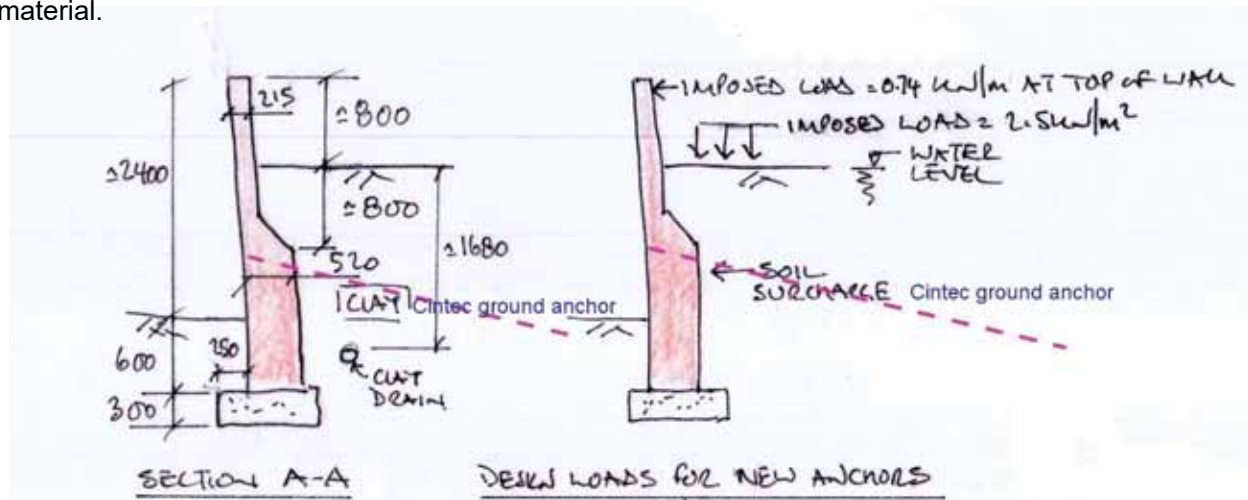 material.
215
≃800
≃2400
≃800
≃1680
520
CLAY
Cintec ground anchor
600
250
CLAY
DRAIN
300
SECTION A-A
IMPOSED LOAD = 0.74 kN/m AT TOP OF WALL
IMPOSED LOAD = 2.5kN/m²
WATER
LEVEL
SOIL
SURCHARGE
Cintec ground anchor
DESIGN LOADS FOR NEW ANCHORS